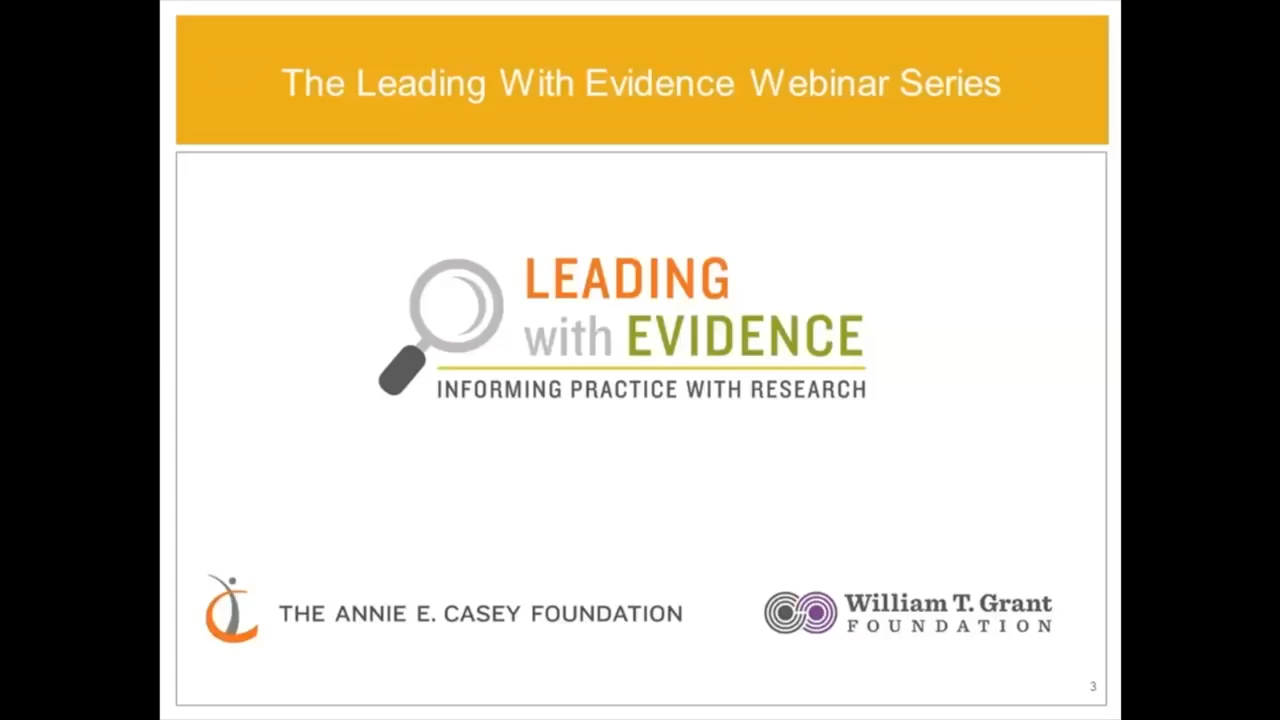 The Leading With Evidence Webinar Series
LEADING
with EVIDENCE
INFORMING PRACTICE WITH RESEARCH
THE ANNIE E. CASEY FOUNDATION
William T. Grant
FOUNDATION
3